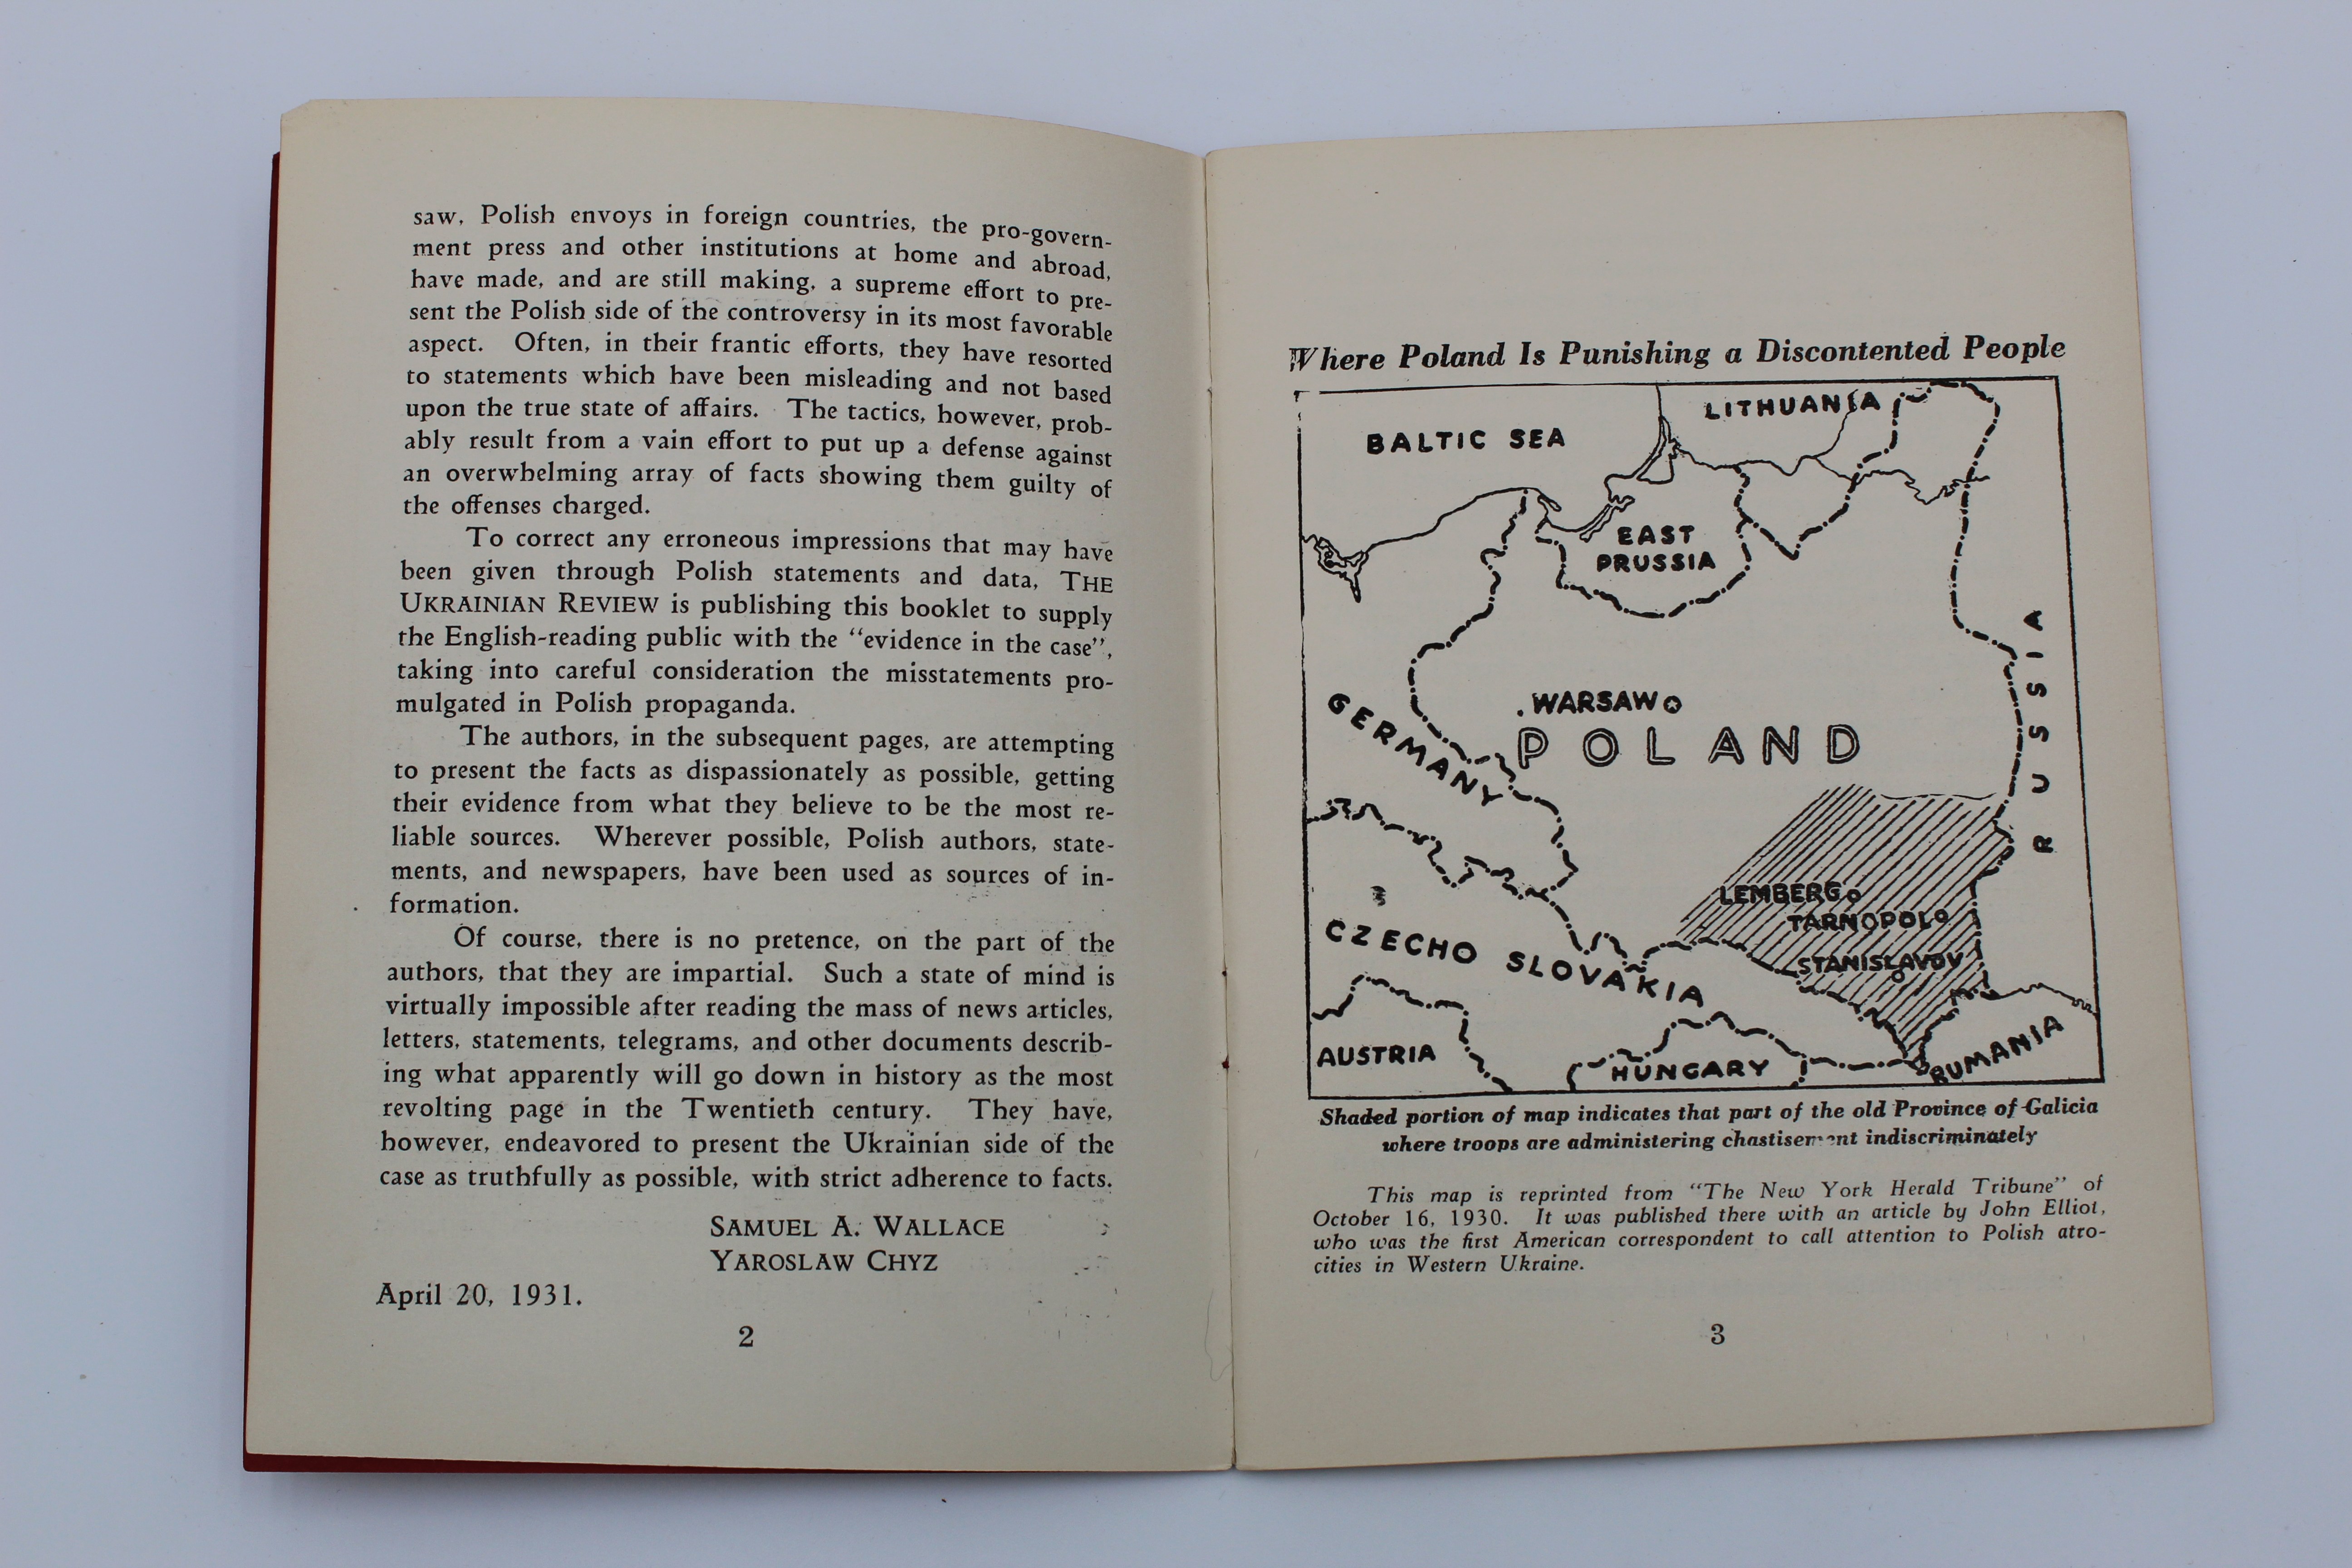 saw, Polish envoys in foreign countries, the pro-govern-
ment press and other institutions at home and abroad,
have made, and are still making, a supreme effort to pre-
sent the Polish side of the controversy in its most favorable
aspect. Often, in their frantic efforts, they have resorted
to statements which have been misleading and not based
upon the true state of affairs. The tactics, however, prob-
ably result from a vain effort to put up a defense against
an overwhelming array of facts showing them guilty of
the offenses charged.
To correct any erroneous impressions that may have
been given through Polish statements and data, THE
UKRAINIAN REVIEW is publishing this booklet to supply
the English-reading public with the "evidence in the case",
taking into careful consideration the misstatements pro-
mulgated in Polish propaganda.
The authors, in the subsequent pages, are attempting
to present the facts as dispassionately as possible, getting
their evidence from what they believe to be the most re-
liable sources. Wherever possible, Polish authors, state-
ments, and newspapers, have been used as sources of in-
formation.
Of course, there is no pretence, on the part of the
authors, that they are impartial. Such a state of mind is
virtually impossible after reading the mass of news articles,
letters, statements, telegrams, and other documents describ-
ing what apparently will go down in history as the most
revolting page in the Twentieth century. They have,
however, endeavored to present the Ukrainian side of the
case as truthfully as possible, with strict adherence to facts.
SAMUEL A. WALLACE
YAROSLAW CHYZ
April 20, 1931.
2
Where Poland Is Punishing a Discontented People
LITHUANIA
BALTIC SEA
EAST
PRUSSIA
RUSSIA
WARSAW
GERMANY
POLAND
LEMBERG
TARNOPOL
STANISLAVOV
CZECHO SLOVAKIA
AUSTRIA
HUNGARY
RUMANIA
Shaded portion of map indicates that part of the old Province of Galicia
where troops are administering chastisement indiscriminately
This map is reprinted from "The New York Herald Tribune" of
October 16, 1930. It was published there with an article by John Elliot,
who was the first American correspondent to call attention to Polish atro-
cities in Western Ukraine.
3